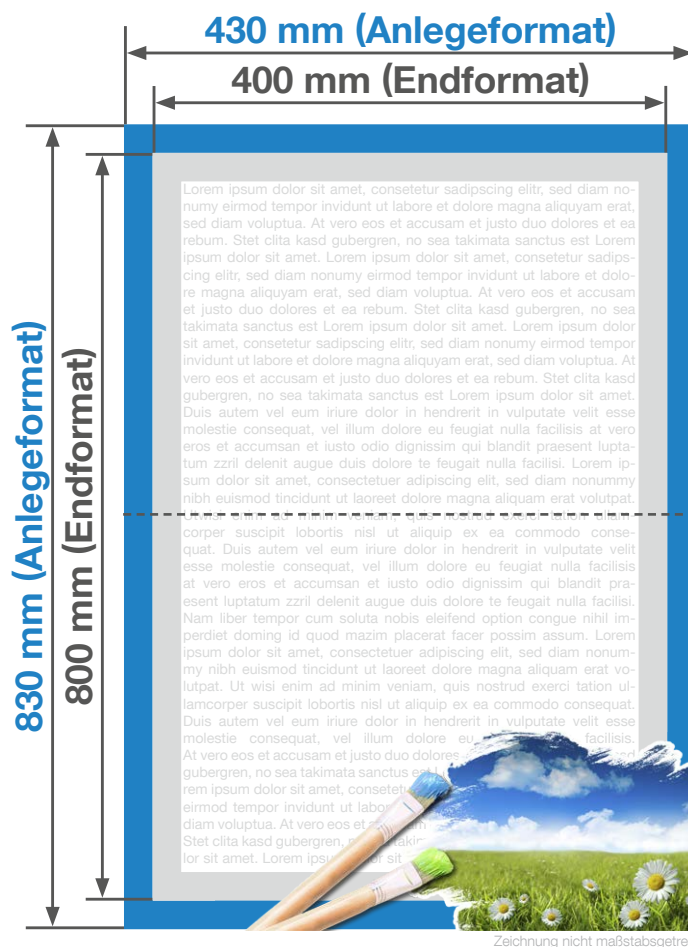 430 mm (Anlegeformat)
400 mm (Endformat)
830 mm (Anlegeformat)
800 mm (Endformat)
Lorem ipsum dolor sit amet, consetetur sadipscing elitr, sed diam no-
numy eirmod tempor invidunt ut labore et dolore magna aliquyam erat,
sed diam voluptua. At vero eos et accusam et justo duo dolores et ea
rebum. Stet clita kasd gubergren, no sea takimata sanctus est Lorem
ipsum dolor sit amet. Lorem ipsum dolor sit amet, consetetur sadips-
cing elitr, sed diam nonumy eirmod tempor invidunt ut labore et dolo-
re magna aliquyam erat, sed diam voluptua. At vero eos et accusam
et justo duo dolores et ea rebum. Stet clita kasd gubergren, no sea
takimata sanctus est Lorem ipsum dolor sit amet. Lorem ipsum dolor
sit amet, consetetur sadipscing elitr, sed diam nonumy eirmod tempor
invidunt ut labore et dolore magna aliquyam erat, sed diam voluptua. At
vero eos et accusam et justo duo dolores et ea rebum. Stet clita kasd
gubergren, no sea takimata sanctus est Lorem ipsum dolor sit amet.
Duis autem vel eum iriure dolor in hendrerit in vulputate velit esse
molestie consequat, vel illum dolore eu feugiat nulla facilisis at vero
eros et accumsan et iusto odio dignissim qui blandit praesent lupta-
tum zzril delenit augue duis dolore te feugait nulla facilisi. Lorem ip-
sum dolor sit amet, consectetuer adipiscing elit, sed diam nonummy
nibh euismod tincidunt ut laoreet dolore magna aliquam erat volutpat.
Utwisi enim ad minim veniam, quis nostrud exerci tation ullam-
corper suscipit lobortis nisl ut aliquip ex ea commodo conse-
quat. Duis autem vel eum iriure dolor in hendrerit in vulputate velit
esse molestie consequat, vel illum dolore eu feugiat nulla facilisis
at vero eros et accumsan et iusto odio dignissim qui blandit pra-
esent luptatum zzril delenit augue duis dolore te feugait nulla facilisi.
Nam liber tempor cum soluta nobis eleifend option congue nihil im-
perdiet doming id quod mazim placerat facer possim assum. Lorem
ipsum dolor sit amet, consectetuer adipiscing elit, sed diam nonum-
my nibh euismod tincidunt ut laoreet dolore magna aliquam erat vo-
lutpat. Ut wisi enim ad minim veniam, quis nostrud exerci tation ul-
lamcorper suscipit lobortis nisl ut aliquip ex ea commodo consequat.
Duis autem vel eum iriure dolor in hendrerit in vulputate velit esse
molestie consequat, vel illum dolore eu facilisis.
At vero eos et accusam et justo duo dolores
gubergren, no sea takimata sanctus est
rem ipsum dolor sit amet,
eirmod tempor invidunt ut
diam voluptua. At vero eos et
Stet clita kasd gubergren,
lor sit amet. Lorem sit
Zeichnung nicht maßstabsgetre